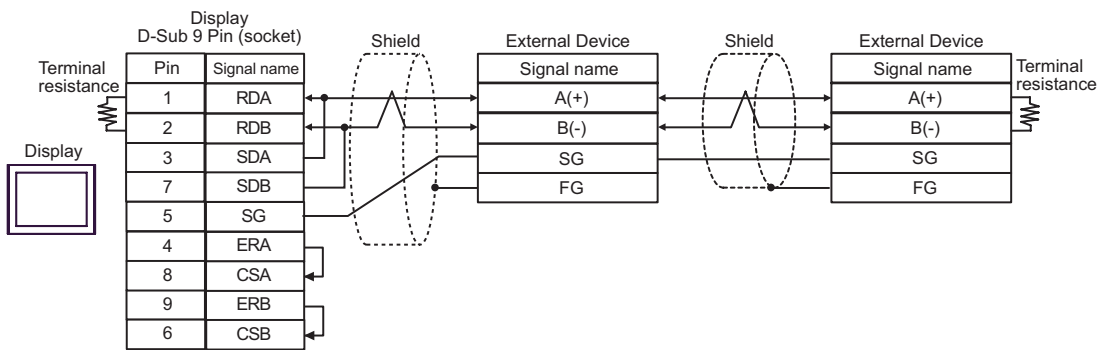 Display
D-Sub 9 Pin (socket)
Shield
External Device
Shield
External Device
Terminal
resistance
Pin
Signal name
Signal name
Signal name
Terminal
resistance
1
RDA
A(+)
A(+)
2
RDB
B(-)
B(-)
Display
3
SDA
SG
SG
7
SDB
FG
FG
5
SG
4
ERA
8
CSA
9
ERB
6
CSB